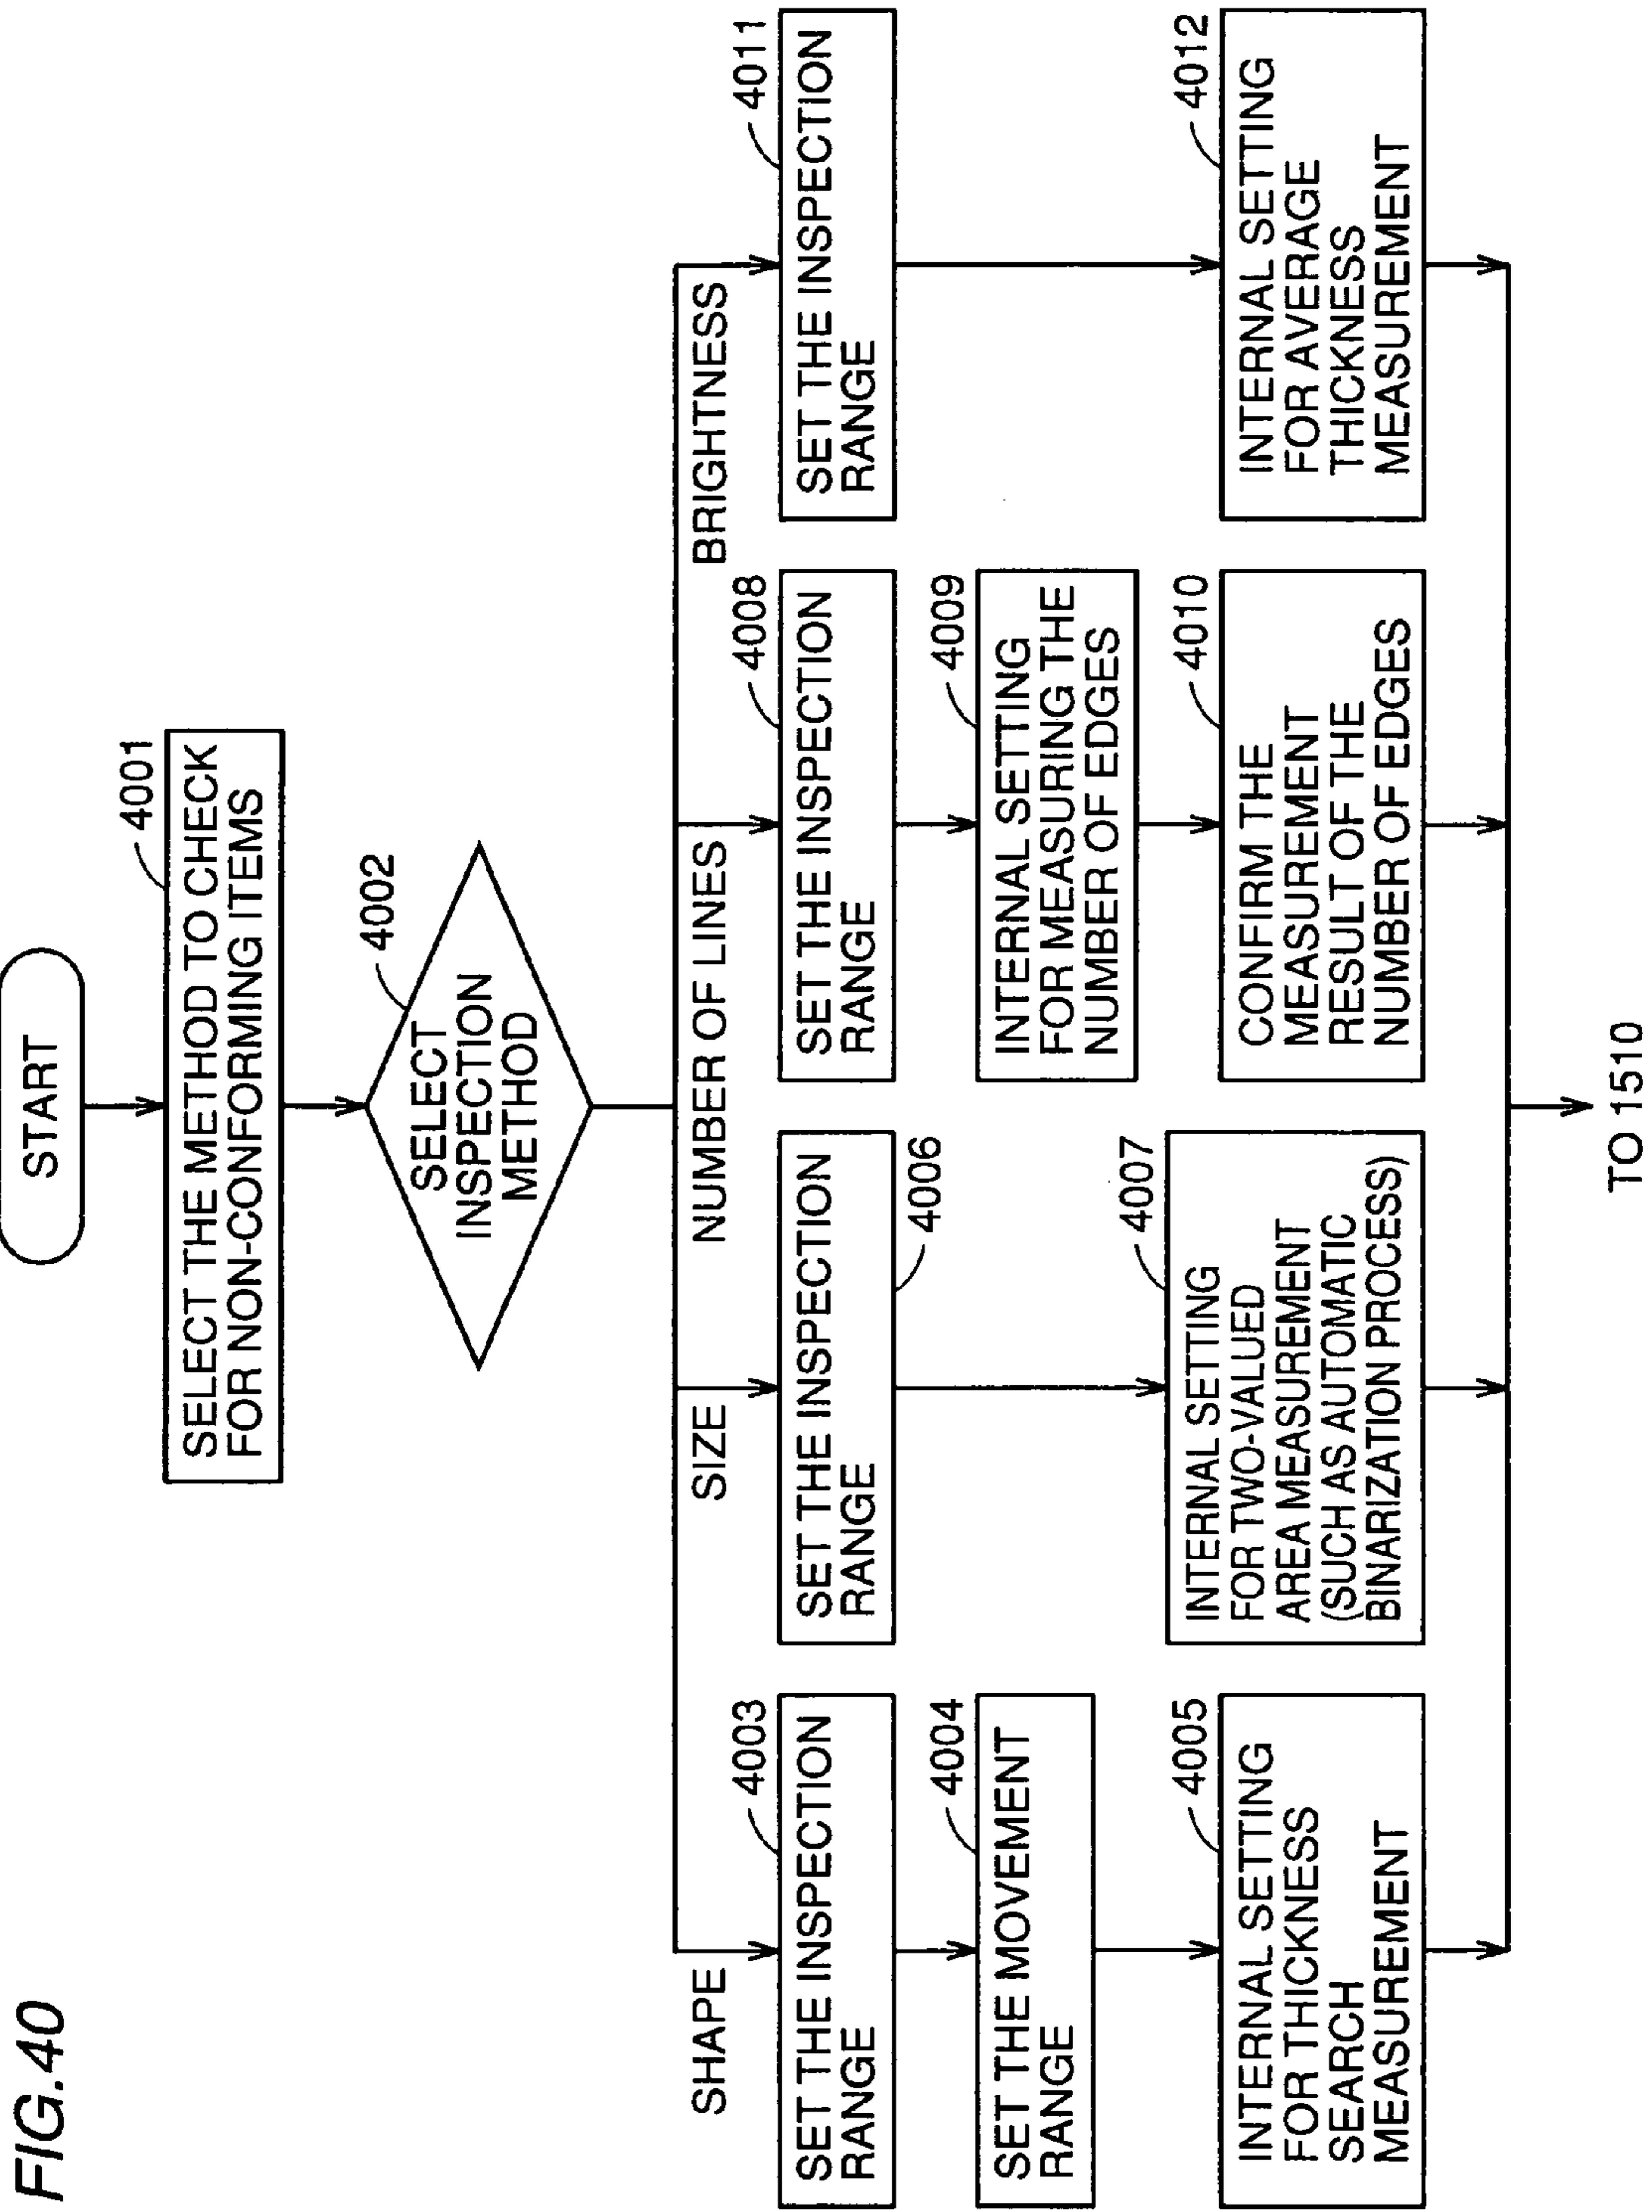 FIG.40
START
4001
SELECT THE METHOD TO CHECK
FOR NON-CONFORMING ITEMS
4002
SELECT
INSPECTION
METHOD
SHAPE
4003
SET THE INSPECTION
RANGE
4004
SET THE MOVEMENT
RANGE
4005
INTERNAL SETTING
FOR THICKNESS
SEARCH
MEASUREMENT
SIZE
SET THE INSPECTION
RANGE
4006
4007
INTERNAL SETTING
FOR TWO-VALUED
AREA MEASUREMENT
(SUCH AS AUTOMATIC
BINARIZATION PROCESS)
NUMBER OF LINES
4008
SET THE INSPECTION
RANGE
4009
INTERNAL SETTING
FOR MEASURING THE
NUMBER OF EDGES
4010
CONFIRM THE
MEASUREMENT
RESULT OF THE
NUMBER OF EDGES
BRIGHTNESS
4011
SET THE INSPECTION
RANGE
4012
INTERNAL SETTING
FOR AVERAGE
THICKNESS
MEASUREMENT
TO 1510